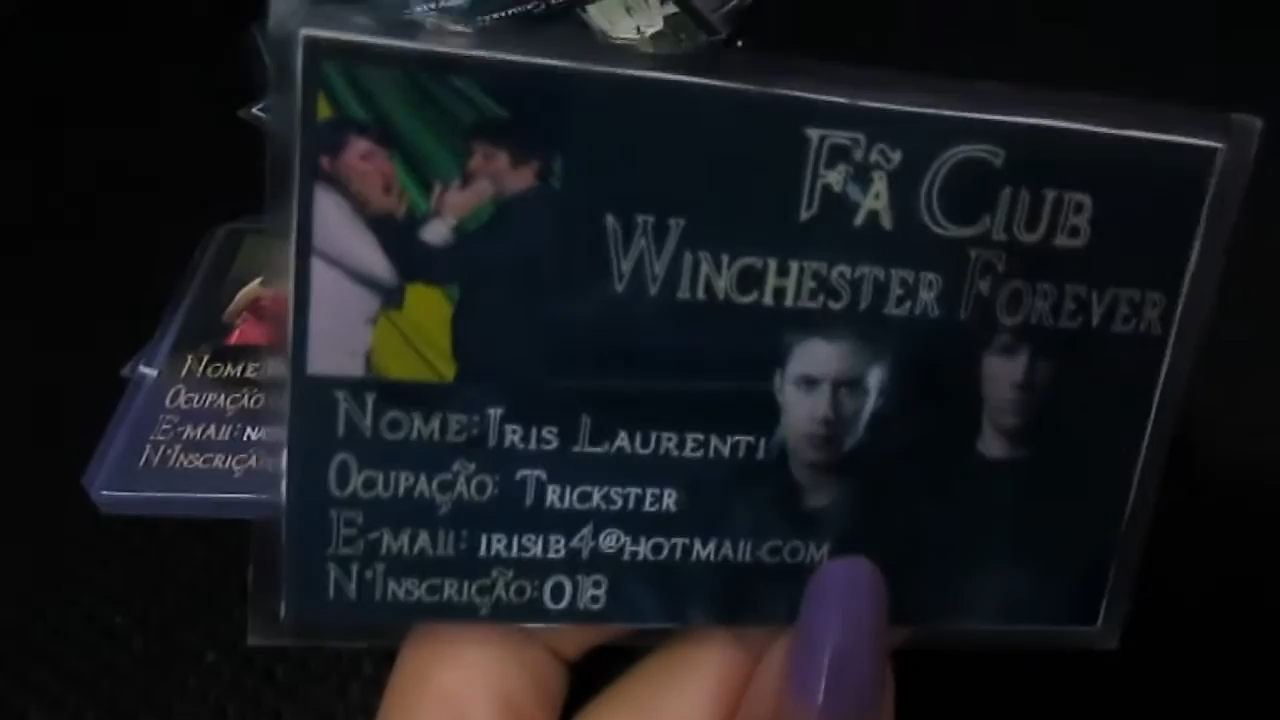 Fã Club
Winchester Forever
Nome: Iris Laurenti
Ocupação: Trickster
E-mail: irisib4@hotmail.com
N°Inscrição: 018
Nome
Ocupação
E-mail:
N°Inscriçã